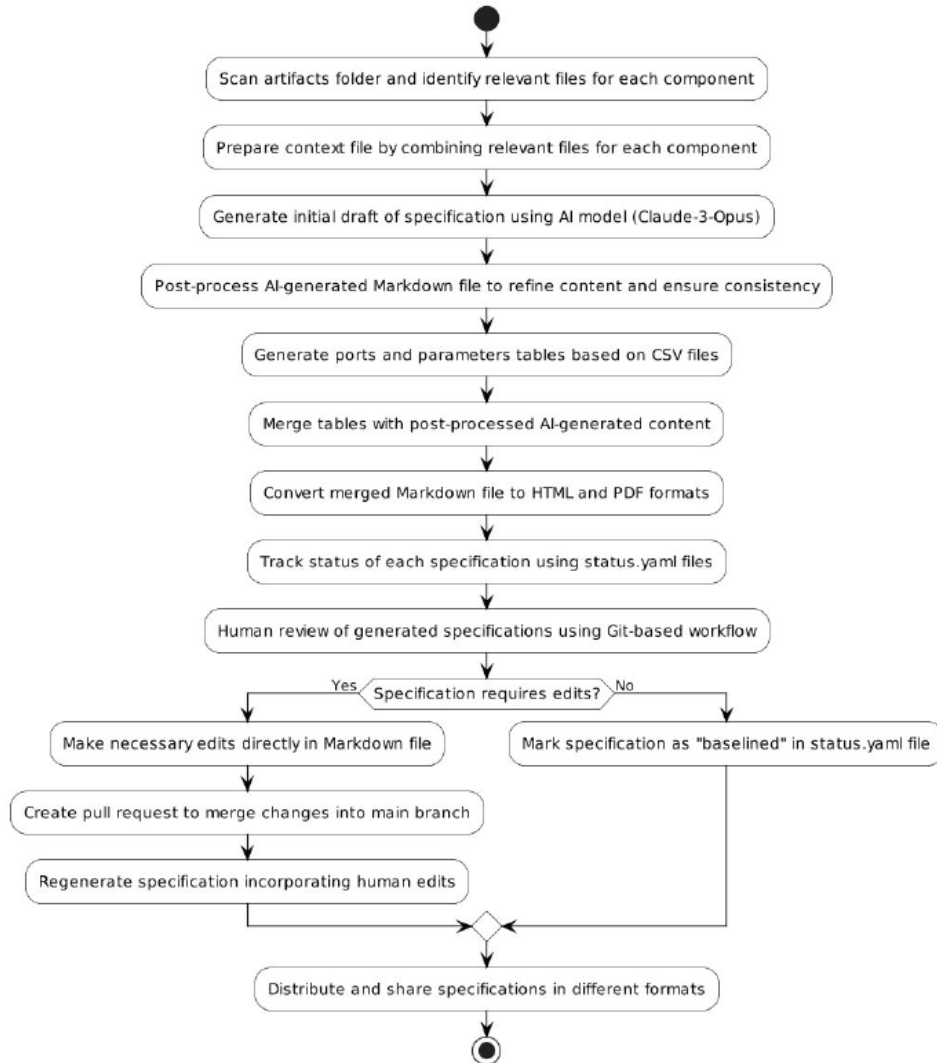 Scan artifacts folder and identify relevant files for each component
Prepare context file by combining relevant files for each component
Generate initial draft of specification using AI model (Claude-3-Opus)
Post-process AI-generated Markdown file to refine content and ensure consistency
Generate ports and parameters tables based on CSV files
Merge tables with post-processed AI-generated content
Convert merged Markdown file to HTML and PDF formats
Track status of each specification using status.yaml files
Human review of generated specifications using Git-based workflow
Yes
Specification requires edits?
No
Make necessary edits directly in Markdown file
Mark specification as "baselined" in status.yaml file
Create pull request to merge changes into main branch
Regenerate specification incorporating human edits
Distribute and share specifications in different formats